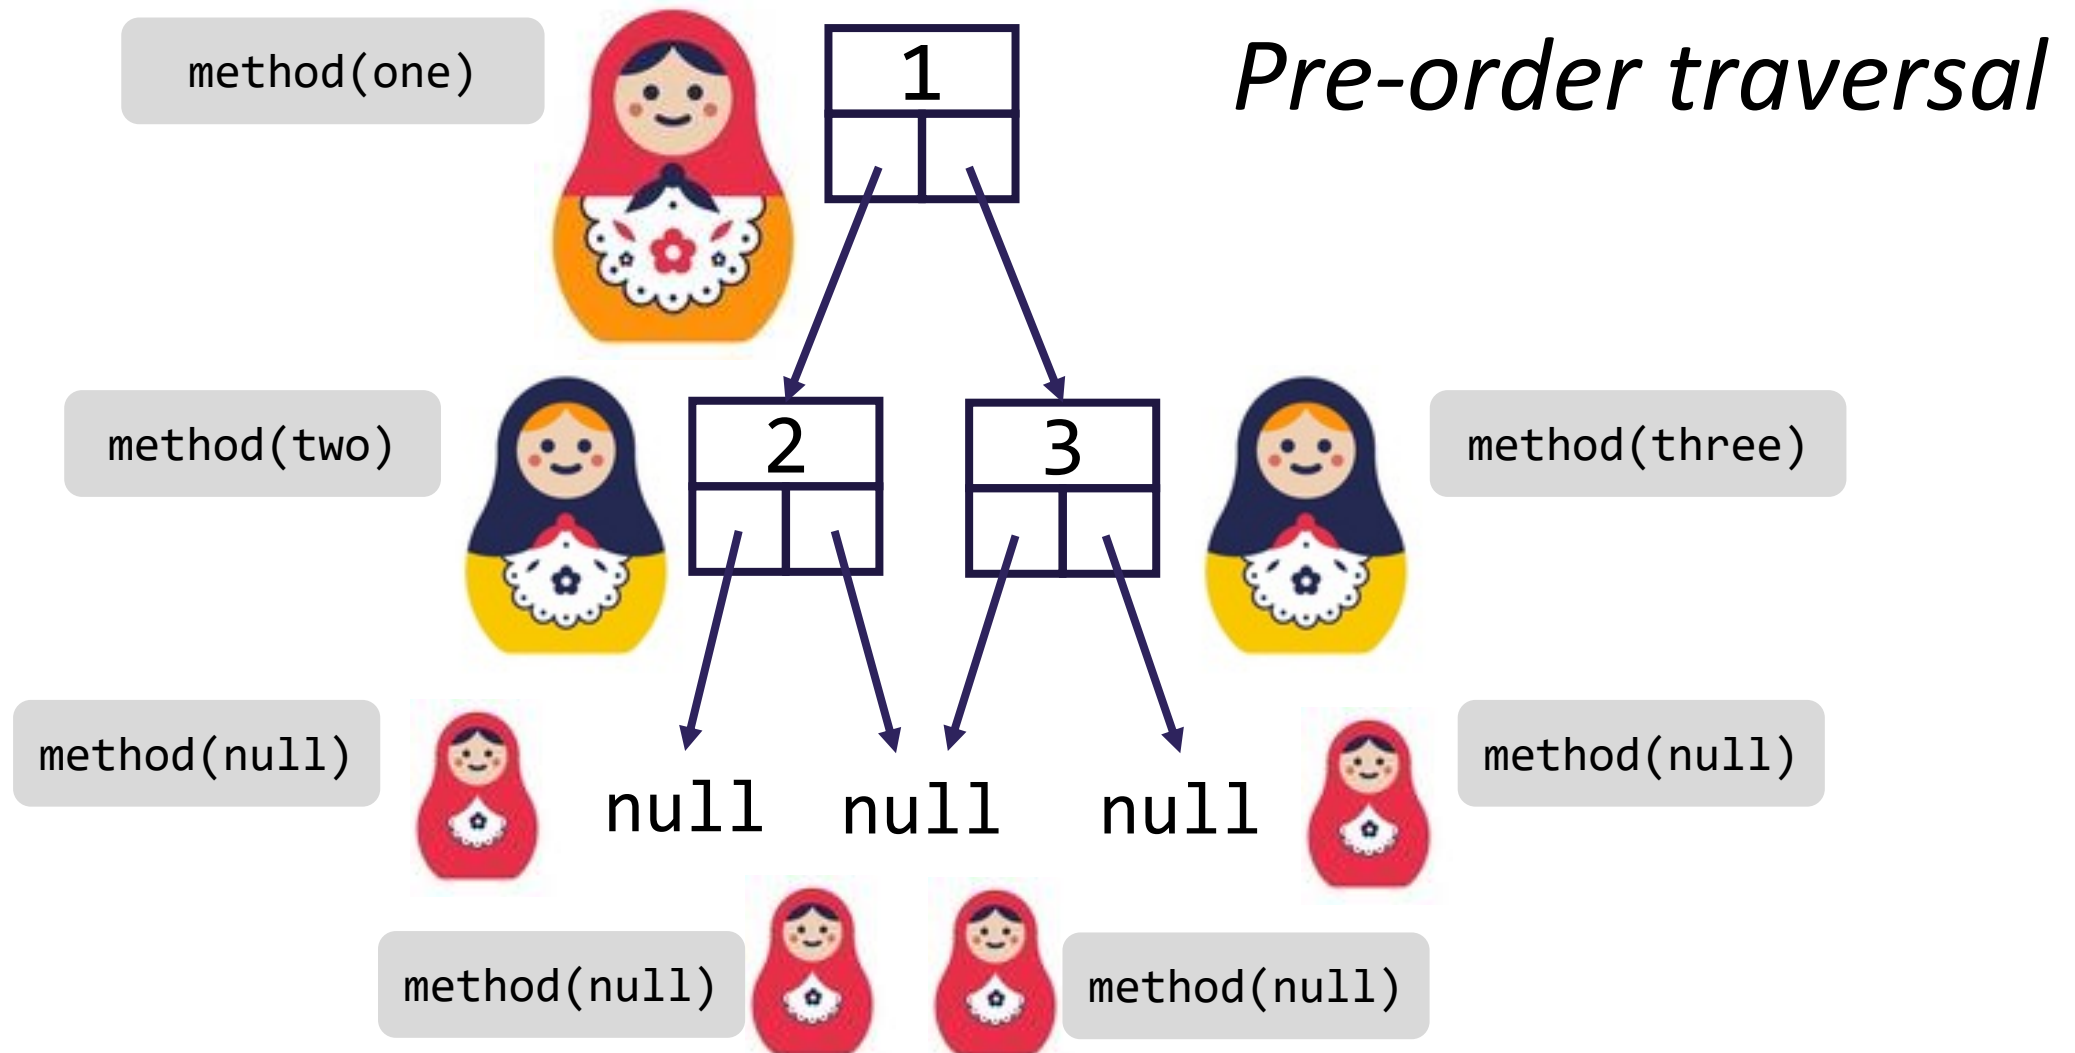 method(one)
1
Pre-order traversal
method(two)
2
3
method(three)
method(null)
null
null
null
method(null)
method(null)
method(null)